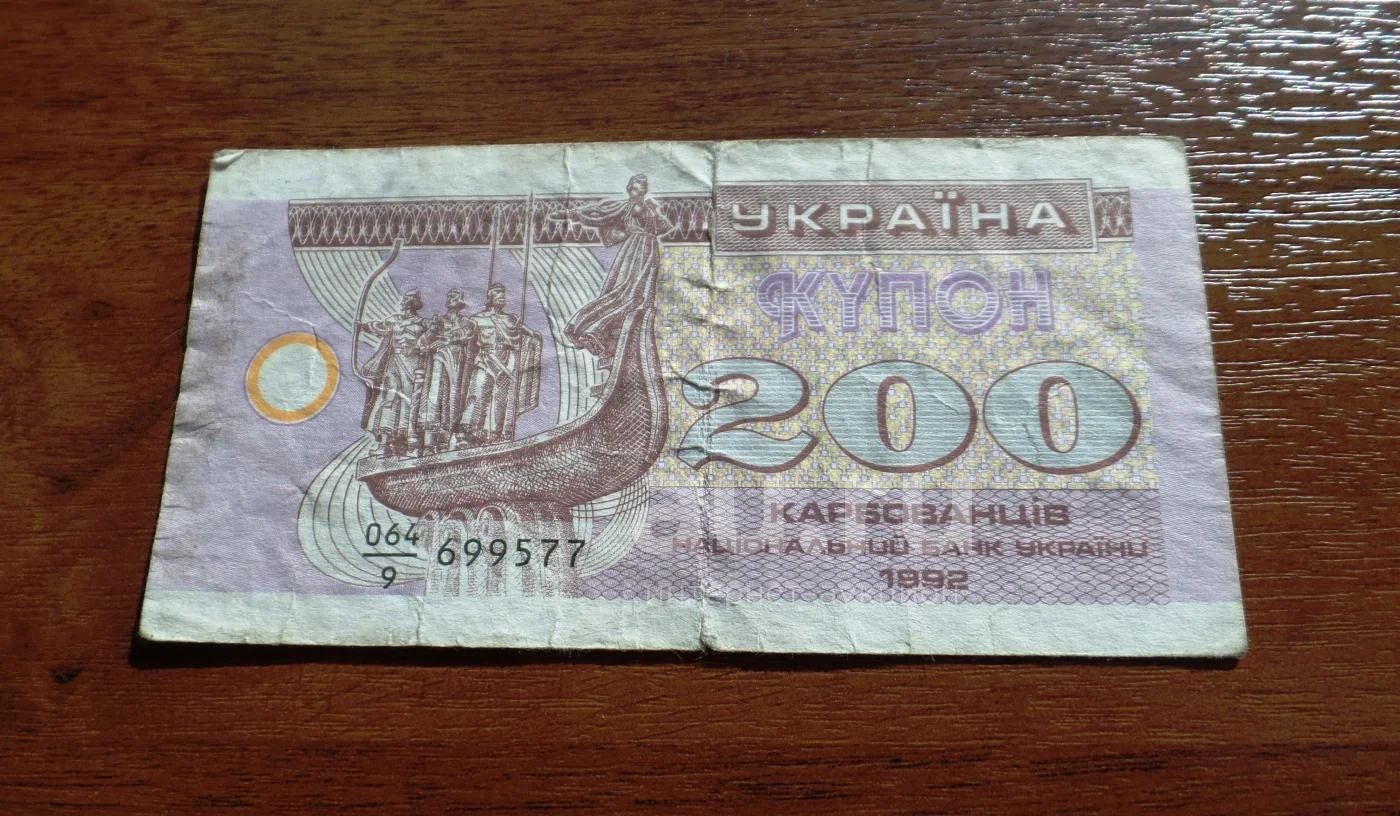 УКРАЇНА
КУПОН
200
КАРБОВАНЦІВ
НАЦІОНАЛЬНИЙ БАНК УКРАЇНИ
1992
064/9 699577